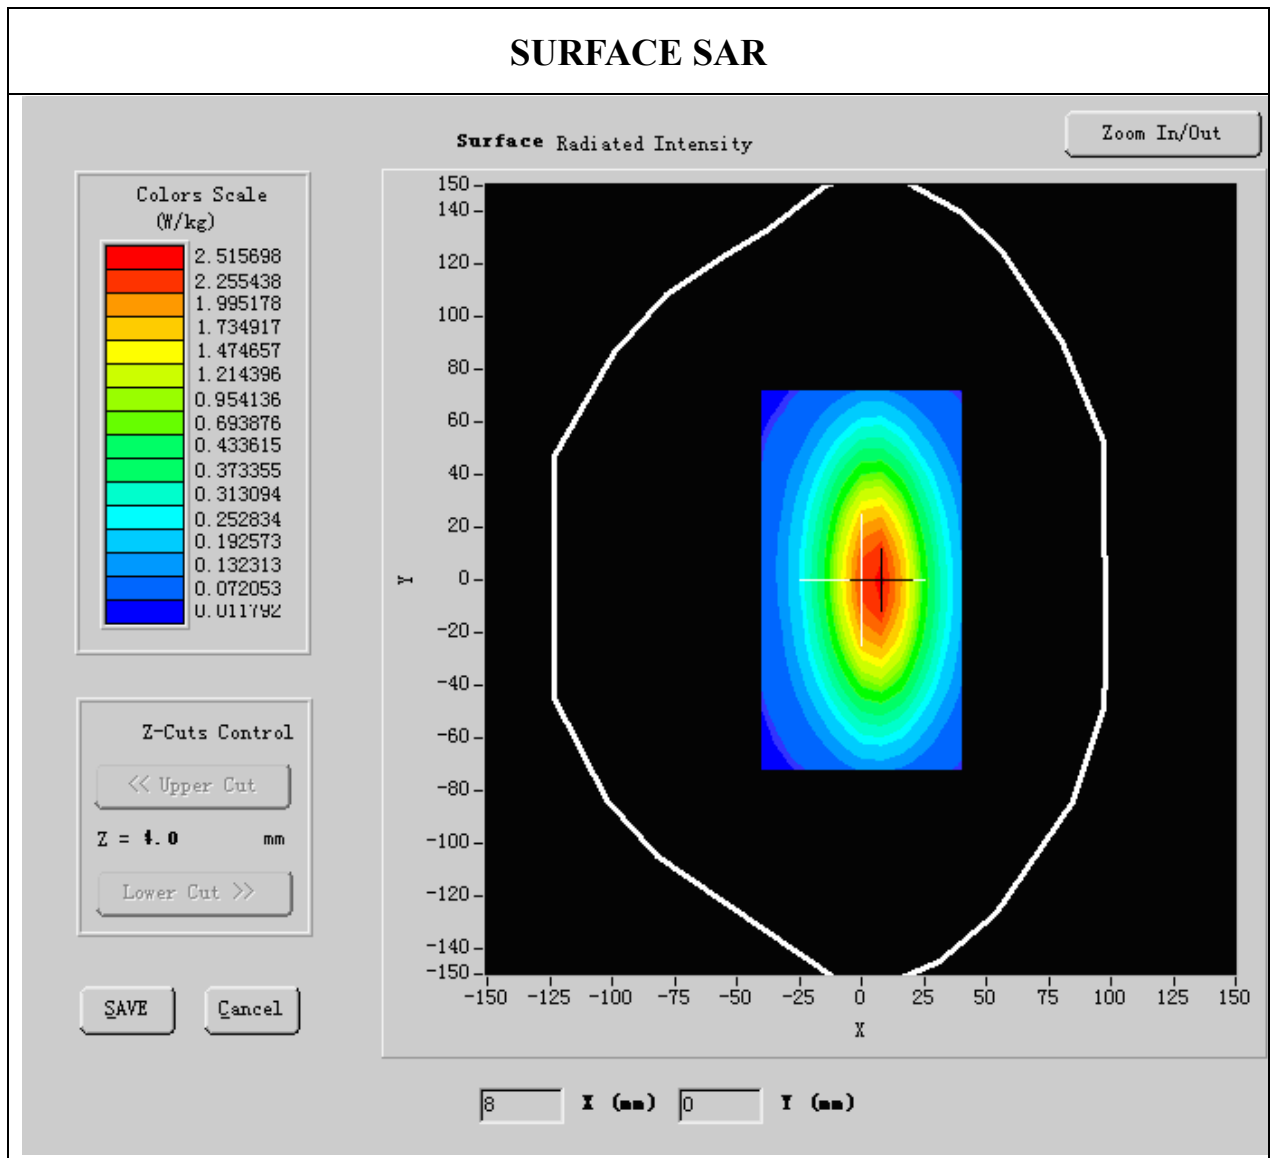 SURFACE SAR
Surface Radiated Intensity
Zoom In/Out
Colors Scale
(W/kg)
2.515698
2.255438
1.995178
1.734917
1.474657
1.214396
0.954136
0.693876
0.433615
0.373355
0.313094
0.252834
0.192573
0.132313
0.072053
0.011792
Z-Cuts Control
<< Upper Cut
Z = 4.0 mm
Lower Cut >>
SAVE Cancel
150
140
120
100
80
60
40
20
0
-20
-40
-60
-80
-100
-120
-140
-150
Y
-150 -125 -100 -75 -50 -25 0 25 50 75 100 125 150
X
8 X (mm) 0 Y (mm)